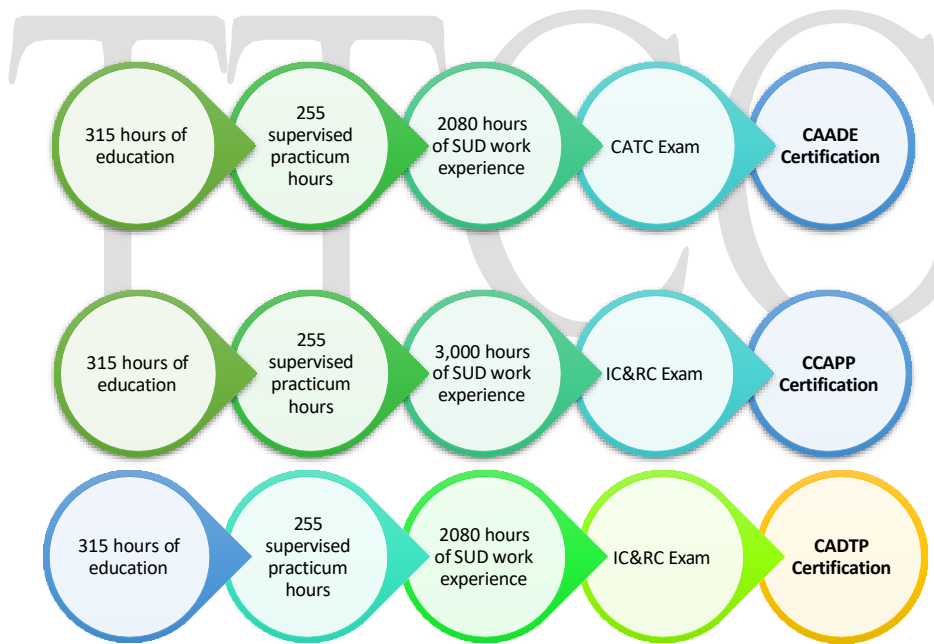 TTCC
315 hours of
education
255
supervised
practicum
hours
2080 hours
of SUD work
experience
CATC Exam
CAADE
Certification
315 hours of
education
255
supervised
practicum
hours
3,000 hours
of SUD work
experience
IC&RC Exam
CCAPP
Certification
315 hours of
education
255
supervised
practicum
hours
2080 hours
of SUD work
experience
IC&RC Exam
CADTP
Certification